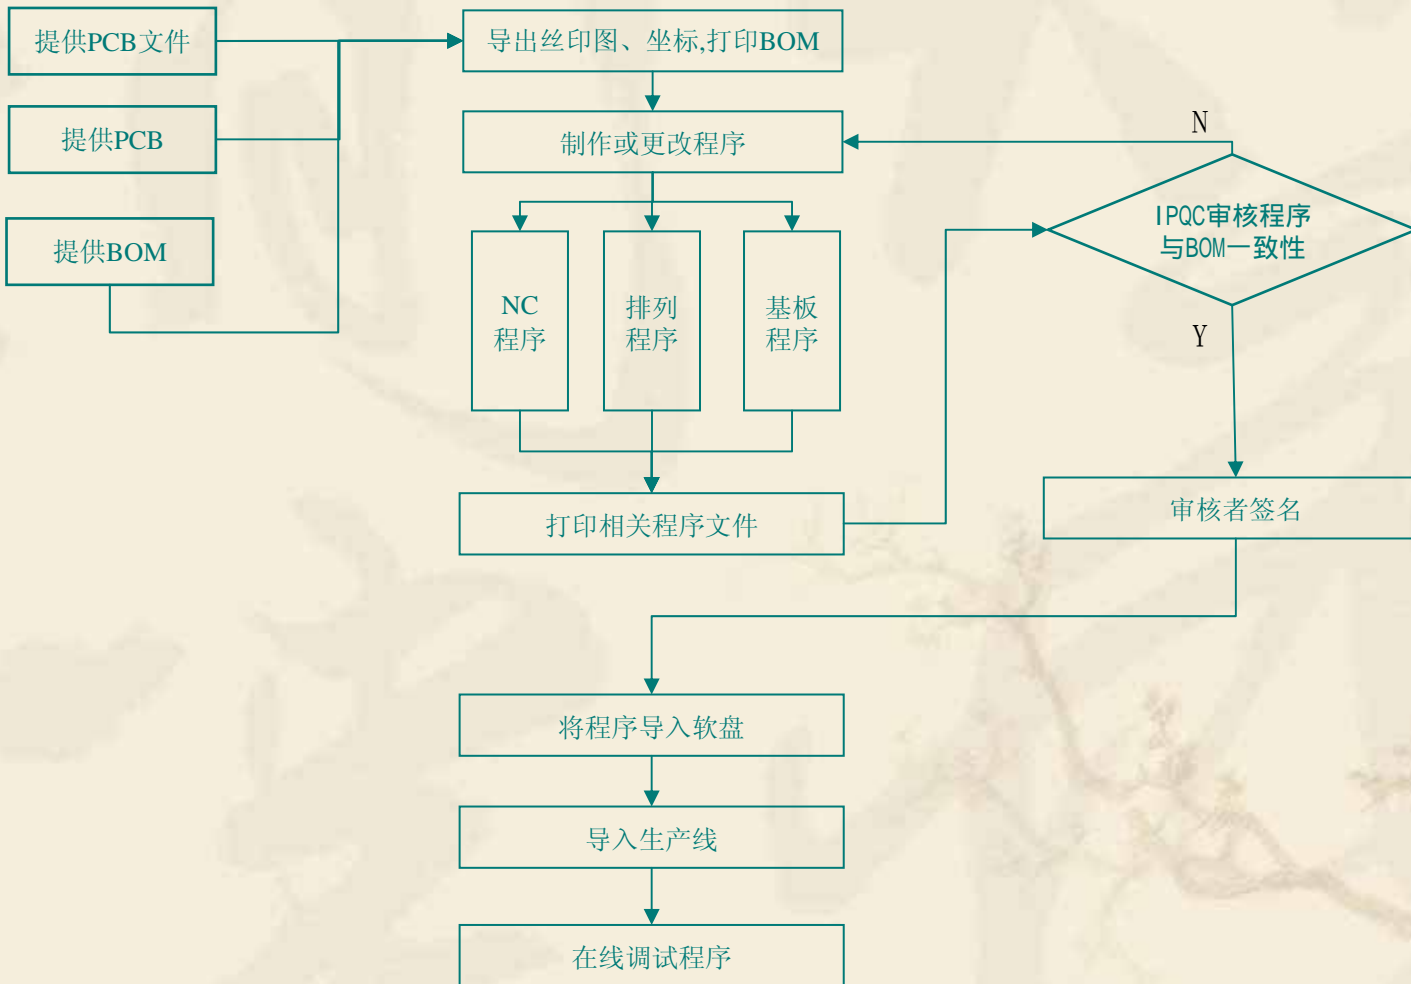 提供PCB文件
导出丝印图、坐标,打印BOM
提供PCB
制作或更改程序
N
提供BOM
IPQC审核程序
与BOM一致性
NC
程序
排列
程序
基板
程序
Y
打印相关程序文件
审核者签名
将程序导入软盘
导入生产线
在线调试程序